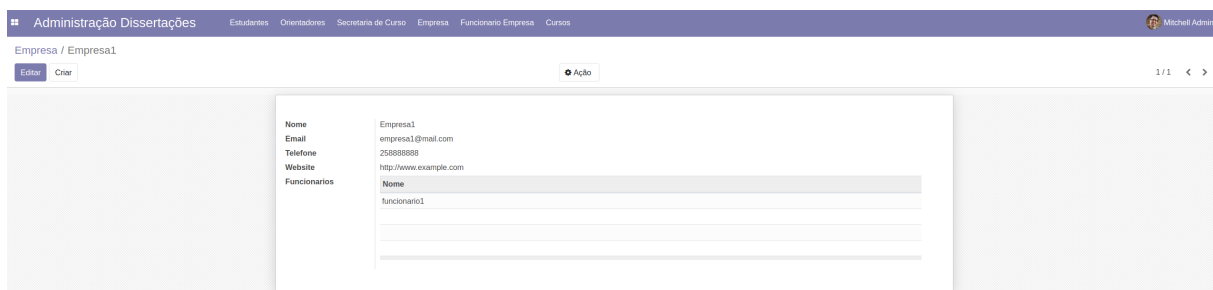 Administração Dissertações Estudantes Orientadores Secretaria de Curso Empresa Funcionario Empresa Cursos Mitchell Admin
Empresa / Empresa1
Editar Criar Ação 1 / 1
Nome Empresa1
Email empresa1@mail.com
Telefone 258888888
Website http://www.example.com
Funcionarios Nome
funcionario1